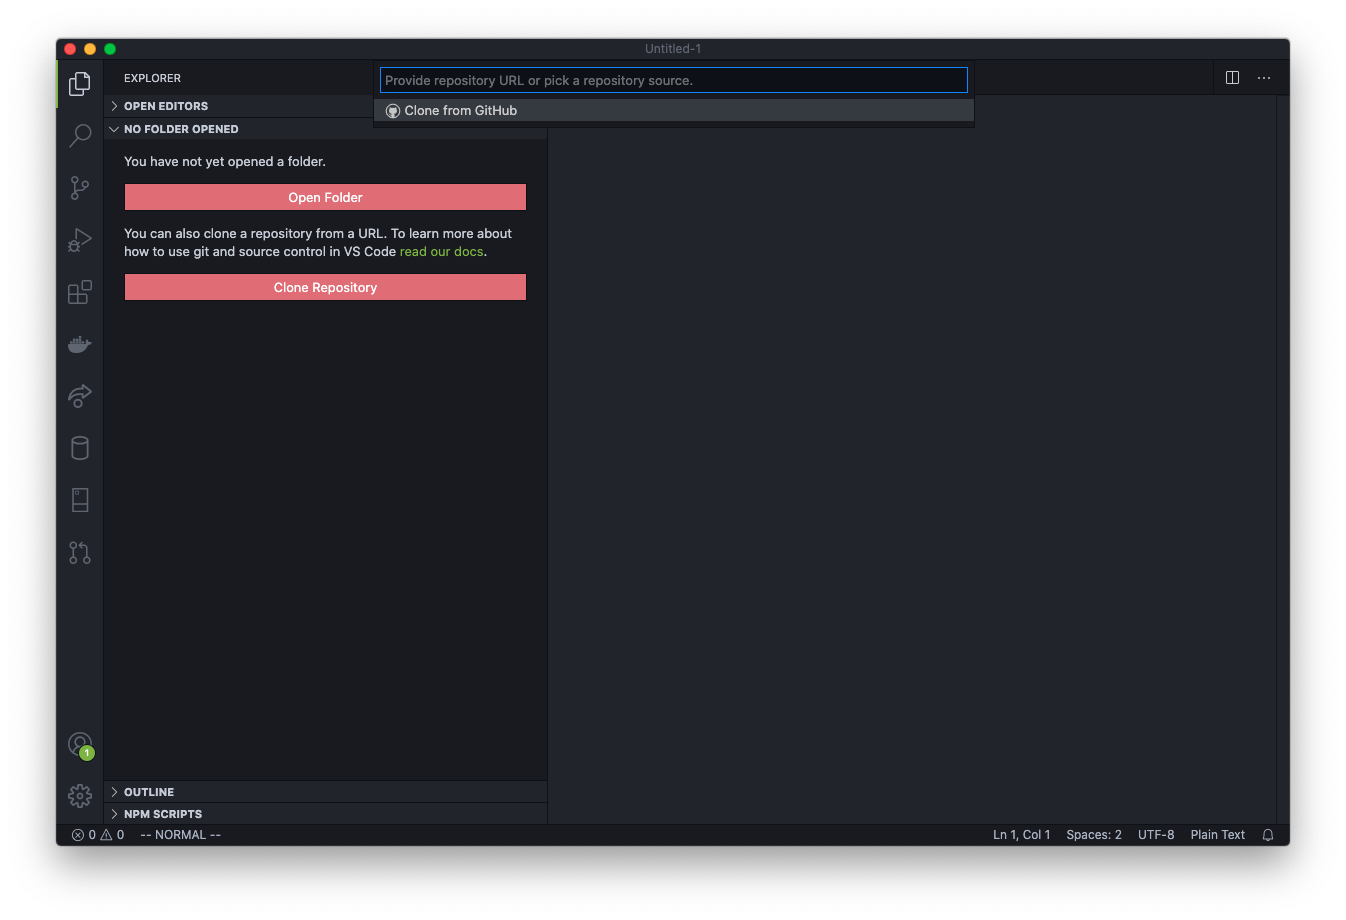 Untitled-1
EXPLORER
Provide repository URL or pick a repository source.
OPEN EDITORS
Clone from GitHub
NO FOLDER OPENED
You have not yet opened a folder.
Open Folder
You can also clone a repository from a URL. To learn more about
how to use git and source control in VS Code read our docs.
Clone Repository
1
OUTLINE
NPM SCRIPTS
0 0 -- NORMAL -- Ln 1, Col 1 Spaces: 2 UTF-8 Plain Text